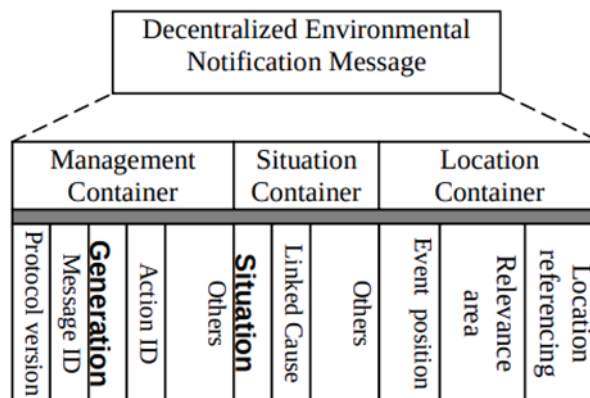 Decentralized Environmental
Notification Message
Management
Container
Situation
Container
Location
Container
Protocol version
Message ID
Generation
Action ID
Others
Situation
Linked Cause
Others
Event position
Relevance
area
Location
referencing